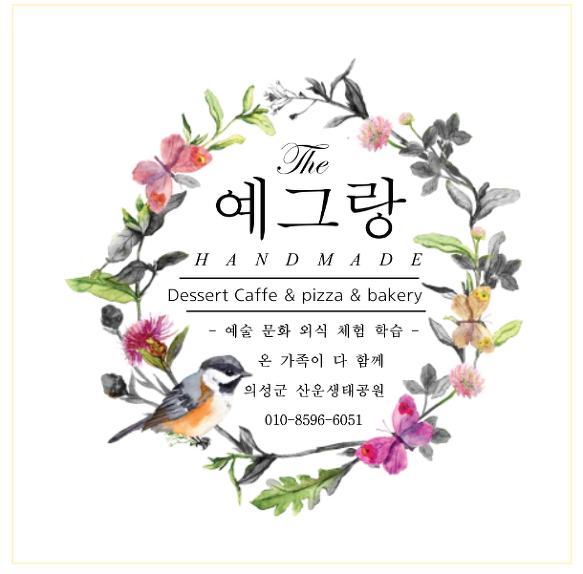 The
예그랑
HANDMADE
Dessert Caffe & pizza & bakery
- 예술 문화 외식 체험 학습 -
온 가족이 다 함께
의성군 산운생태공원
010-8596-6051